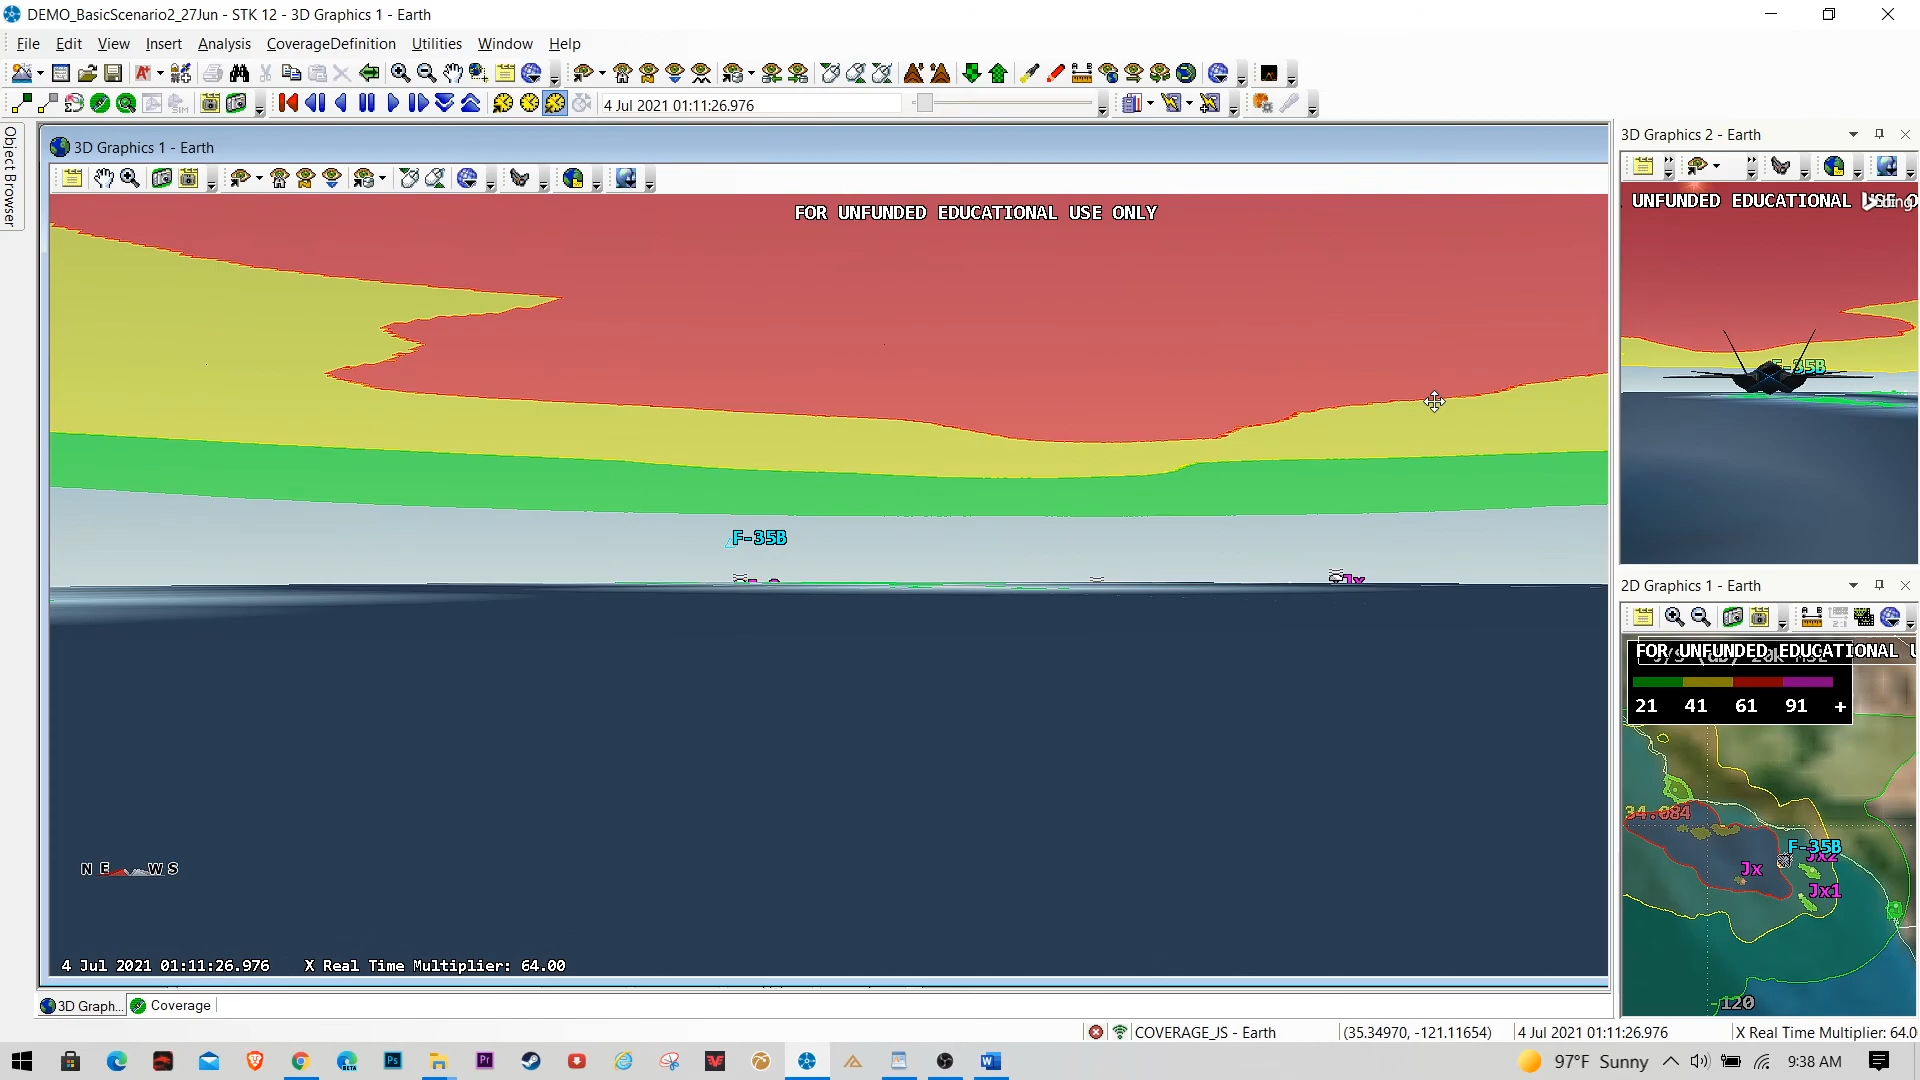 DEMO_BasicScenario2_27Jun - STK 12 - 3D Graphics 1 - Earth
File Edit View Insert Analysis CoverageDefinition Utilities Window Help
4 Jul 2021 01:11:26.976
Object Browser
3D Graphics 1 - Earth
FOR UNFUNDED EDUCATIONAL USE ONLY
F-35B
Jx
N E W S
4 Jul 2021 01:11:26.976 X Real Time Multiplier: 64.00
3D Graph... Coverage
3D Graphics 2 - Earth
UNFUNDED EDUCATIONAL USE O
F-35B
2D Graphics 1 - Earth
FOR UNFUNDED EDUCATIONAL U
21 41 61 91 +
34.084
F-35B
Jx2
Jx
Jx1
-120
COVERAGE_JS - Earth (35.34970, -121.11654) 4 Jul 2021 01:11:26.976 X Real Time Multiplier: 64.0
97°F Sunny 9:38 AM